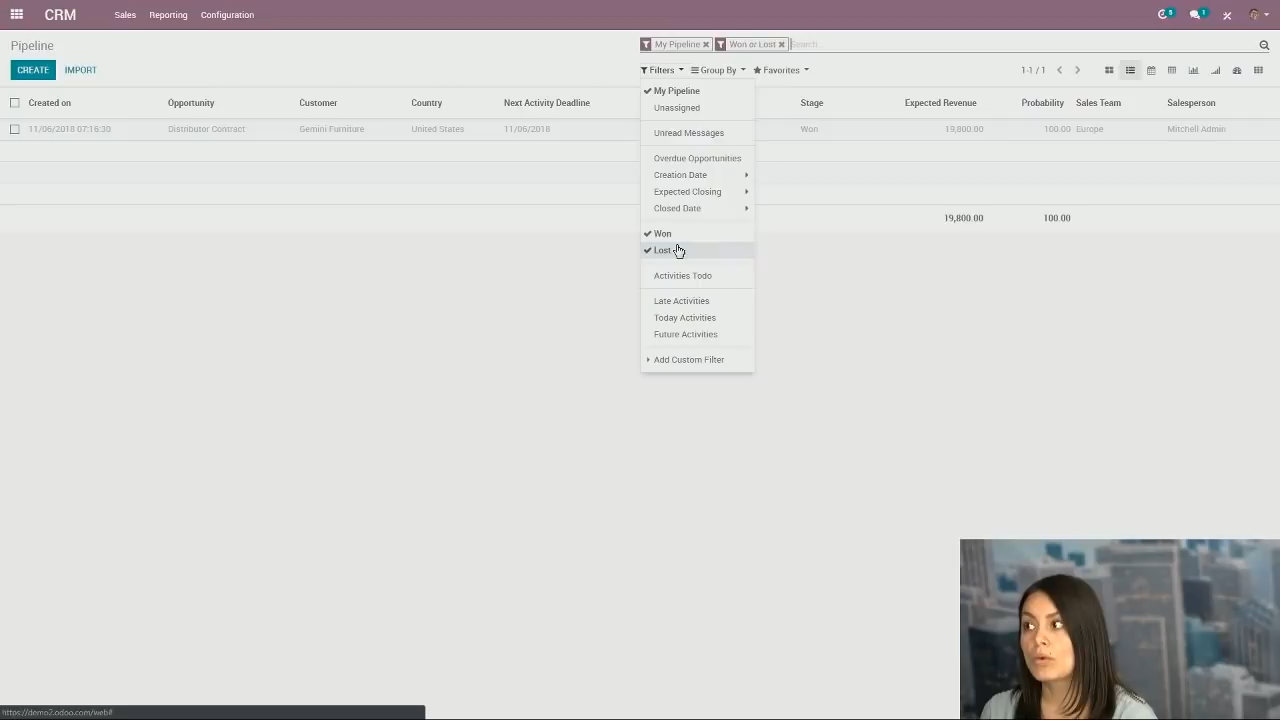 CRM Sales Reporting Configuration 5 1
Pipeline
My Pipeline Won or Lost Search...
CREATE IMPORT
Filters Group By Favorites 1-1 / 1
Created on Opportunity Customer Country Next Activity Deadline Stage Expected Revenue Probability Sales Team Salesperson
11/06/2018 07:16:30 Distributor Contract Gemini Furniture United States 11/06/2018 Won 19,800.00 100.00 Europe Mitchell Admin
19,800.00 100.00
My Pipeline
Unassigned
Unread Messages
Overdue Opportunities
Creation Date
Expected Closing
Closed Date
Won
Lost
Activities Todo
Late Activities
Today Activities
Future Activities
Add Custom Filter
https://demo2.odoo.com/web#